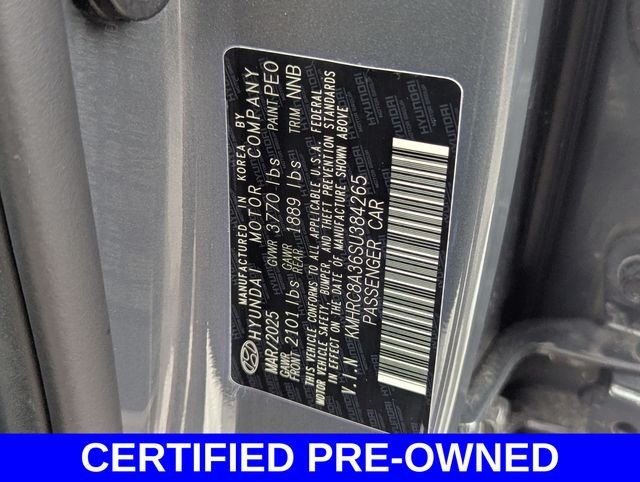 MANUFACTURED IN KOREA BY
HYUNDAI MOTOR COMPANY
MAR/2025 GVWR 3770 lbs PAINT PEO
GAWR FRONT 2101 lbs GAWR REAR 1889 lbs TRIM NNB
THIS VEHICLE CONFORMS TO ALL APPLICABLE U.S.A. FEDERAL
MOTOR VEHICLE SAFETY, BUMPER, AND THEFT PREVENTION STANDARDS
IN EFFECT ON THE DATE OF MANUFACTURE SHOWN ABOVE
V.I.N KMHRC8A36SU384265
PASSENGER CAR
CERTIFIED PRE-OWNED